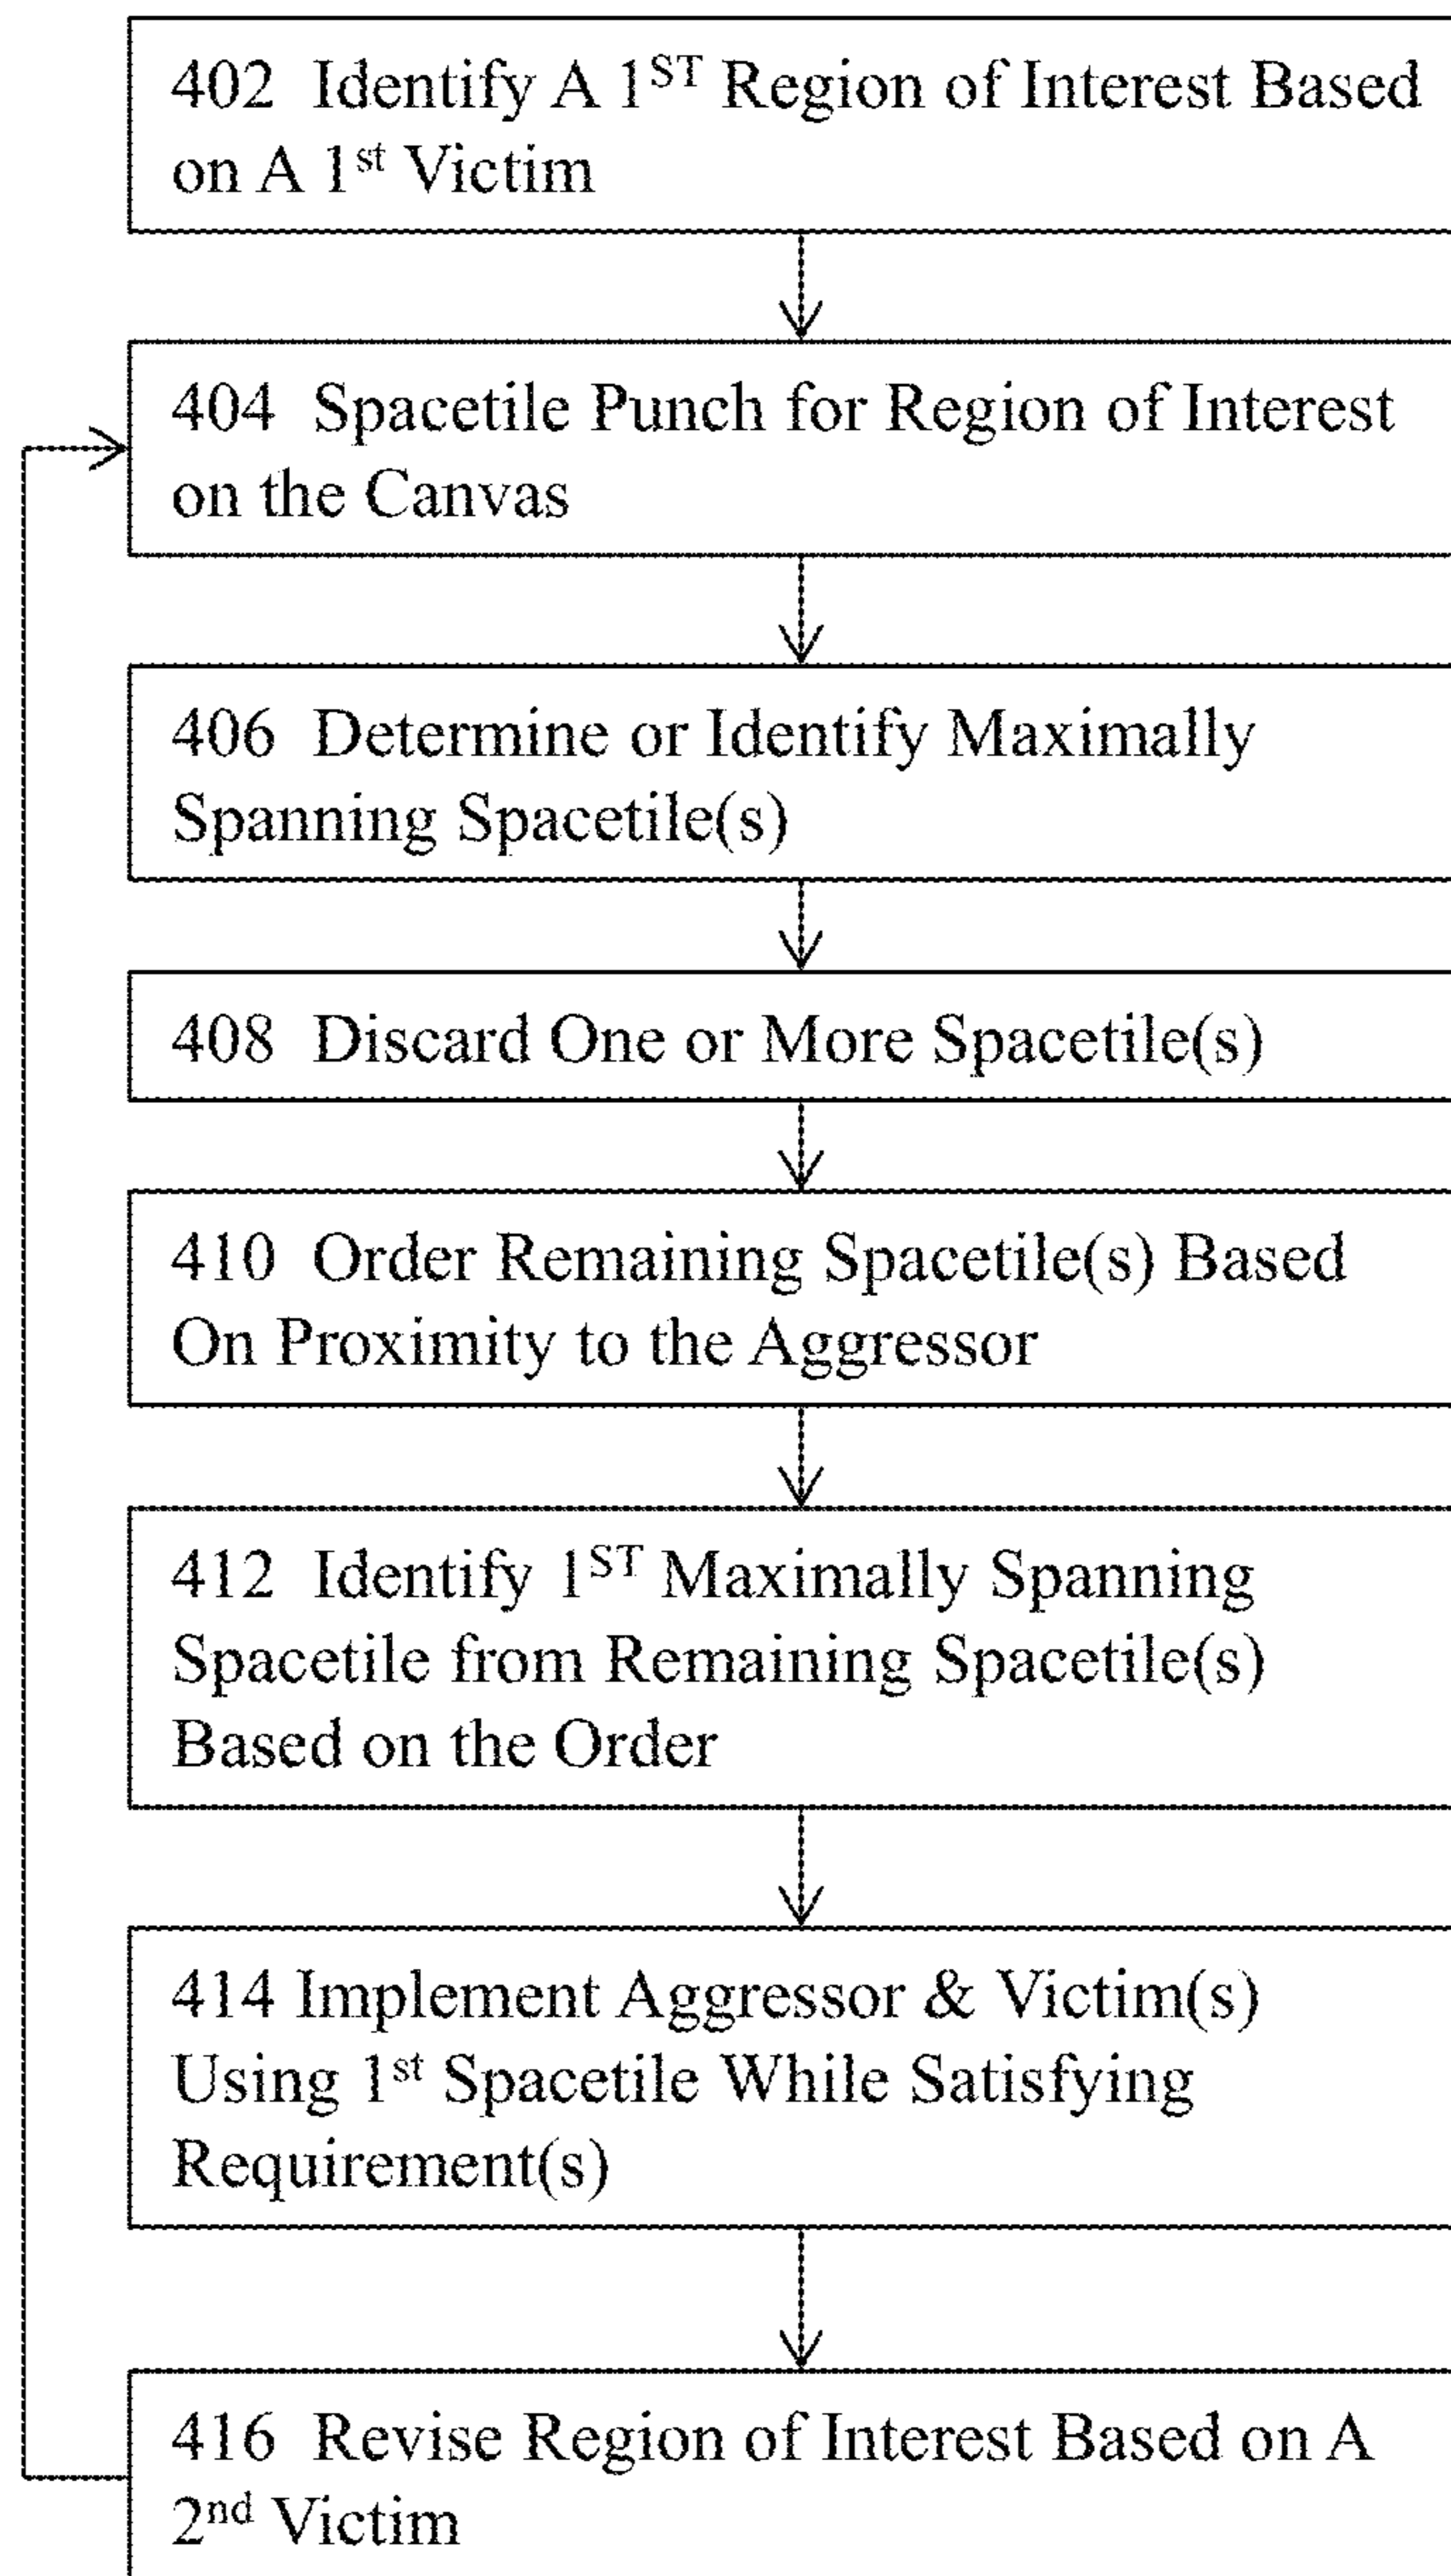 402 Identify A 1ST Region of Interest Based
on A 1st Victim
404 Spacetile Punch for Region of Interest
on the Canvas
406 Determine or Identify Maximally
Spanning Spacetile(s)
408 Discard One or More Spacetile(s)
410 Order Remaining Spacetile(s) Based
On Proximity to the Aggressor
412 Identify 1ST Maximally Spanning
Spacetile from Remaining Spacetile(s)
Based on the Order
414 Implement Aggressor & Victim(s)
Using 1st Spacetile While Satisfying
Requirement(s)
416 Revise Region of Interest Based on A
2nd Victim